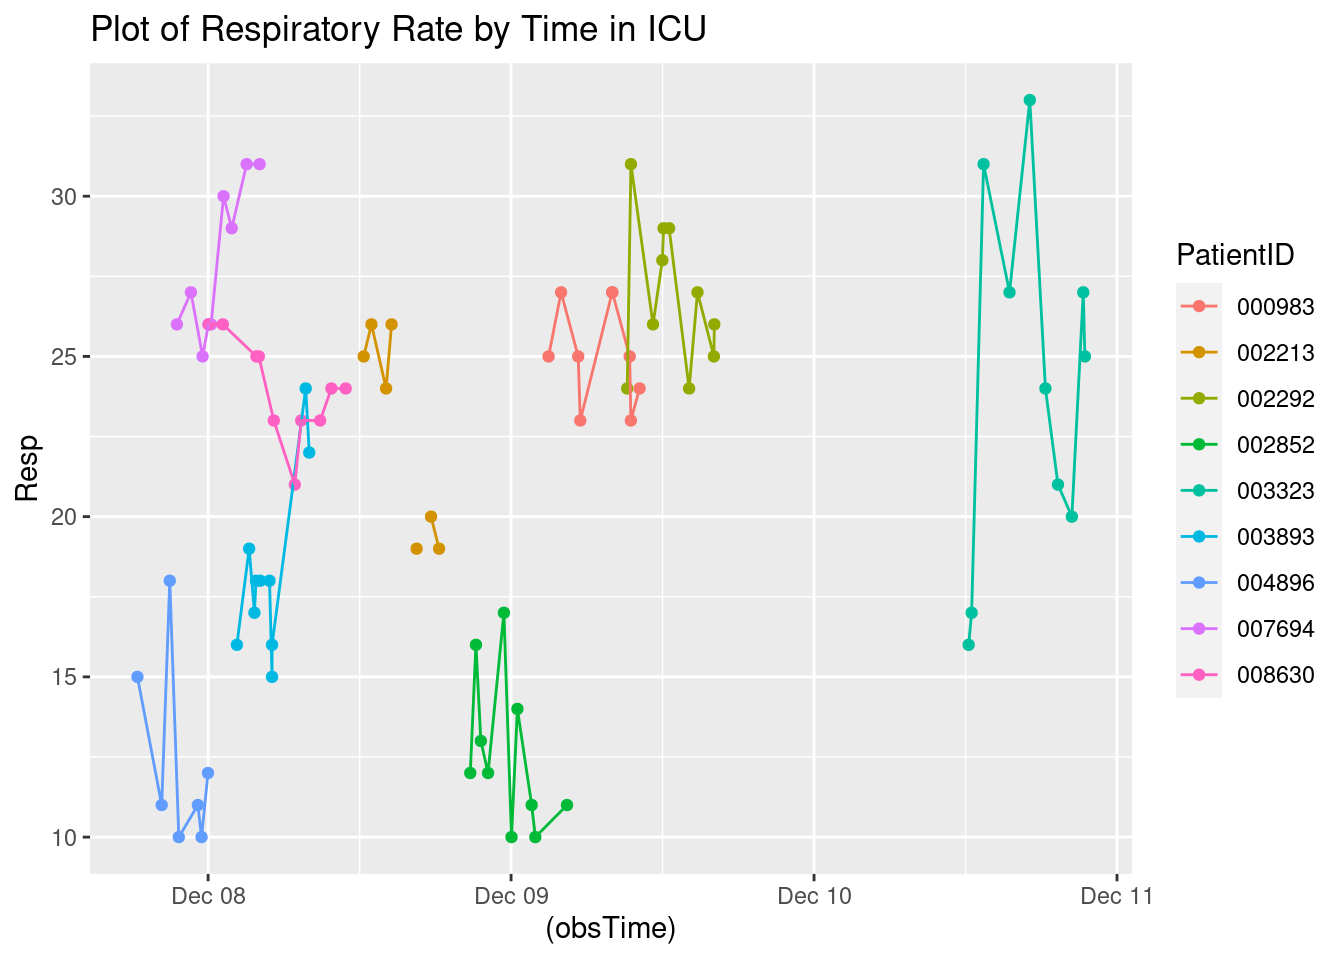 Plot of Respiratory Rate by Time in ICU
30
25
20
15
10
Resp
Dec 08
Dec 09
Dec 10
Dec 11
(obsTime)
PatientID
000983
002213
002292
002852
003323
003893
004896
007694
008630